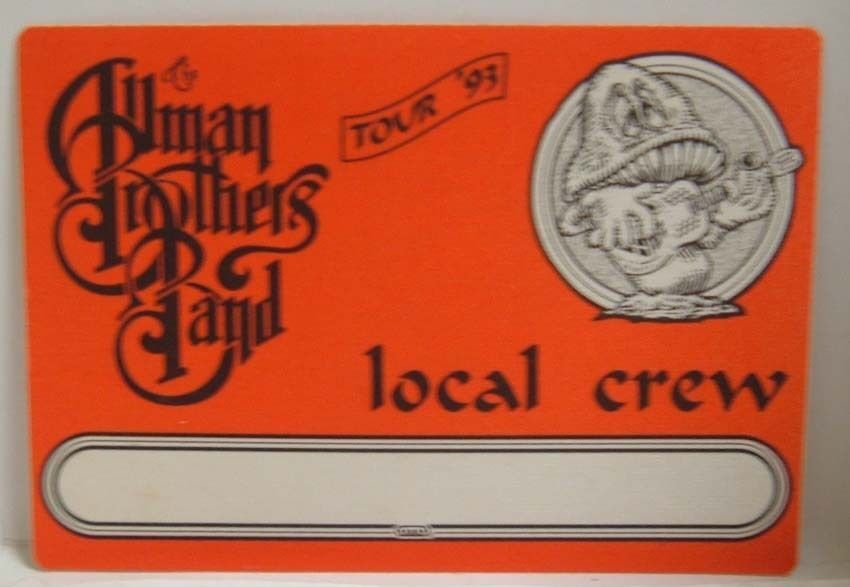 the
Allman
Brothers
Band
TOUR '93
local crew